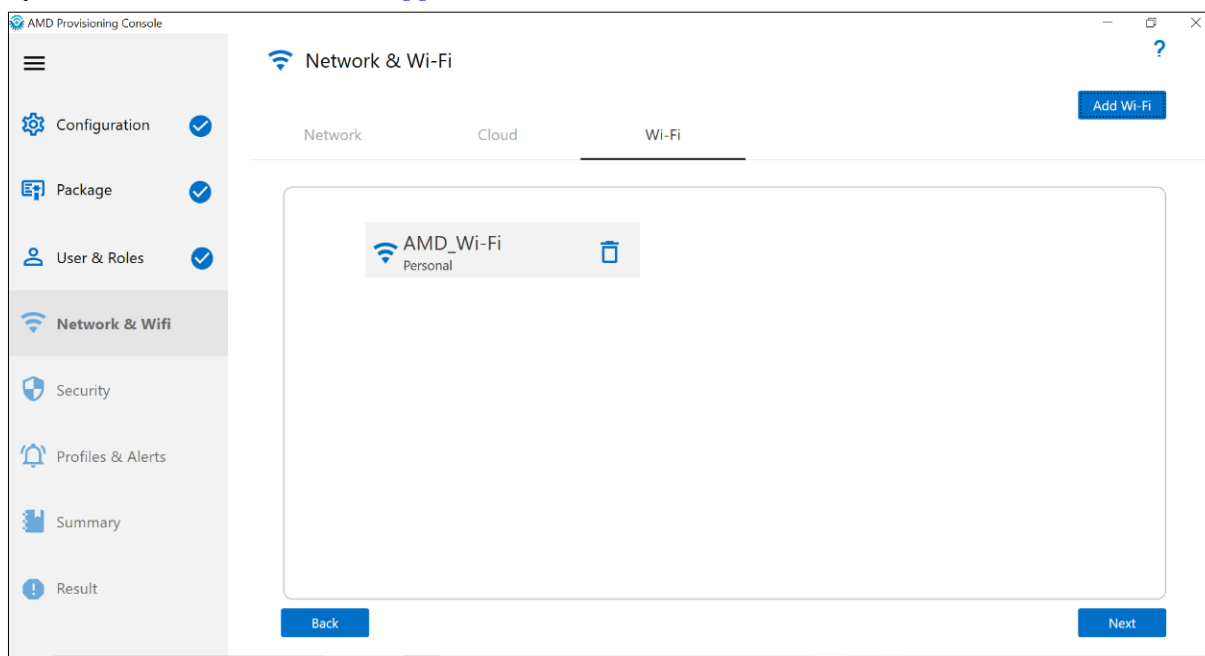 AMD Provisioning Console
Network & Wi-Fi
?
Add Wi-Fi
Configuration
Network
Cloud
Wi-Fi
Package
User & Roles
AMD_Wi-Fi
Personal
Network & Wifi
Security
Profiles & Alerts
Summary
Result
Back
Next